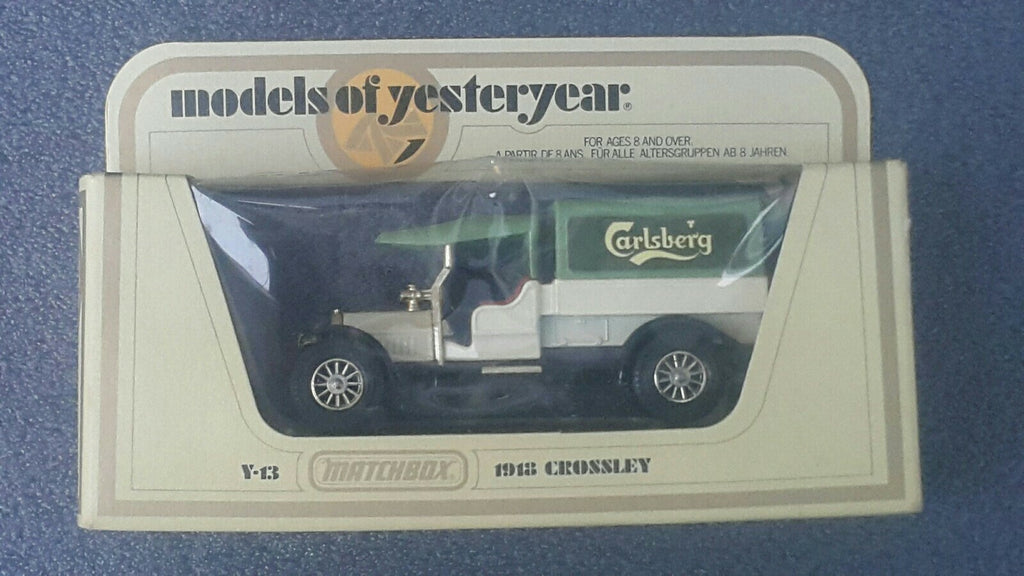 models of yesteryear®
FOR AGES 8 AND OVER.
A PARTIR DE 8 ANS. FÜR ALLE ALTERSGRUPPEN AB 8 JAHREN
Carlsberg
Y-13 MATCHBOX 1918 CROSSLEY